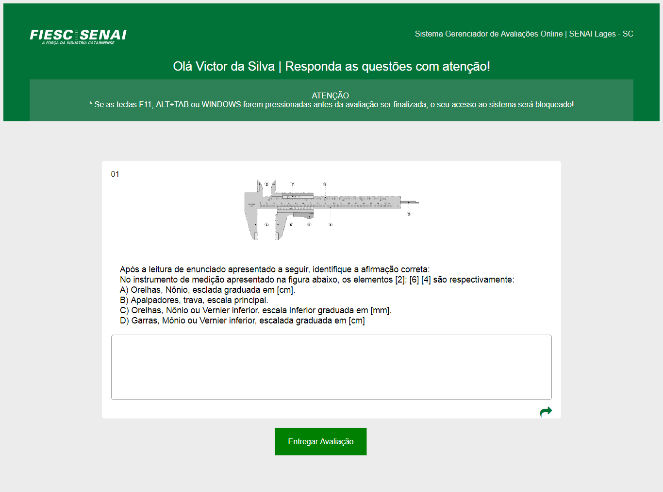 FIESC SENAI
A FORÇA DA INDÚSTRIA CATARINENSE
Sistema Gerenciador de Avaliações Online | SENAI Lages - SC
Olá Victor da Silva | Responda as questões com atenção!
ATENÇÃO
* Se as teclas F11, ALT+TAB ou WINDOWS forem pressionadas antes da avaliação ser finalizada, o seu acesso ao sistema será bloqueado!
01
Após a leitura de enunciado apresentado a seguir, identifique a afirmação correta:
No instrumento de medição apresentado na figura abaixo, os elementos [2]; [6] [4] são respectivamente:
A) Orelhas, Nônio, esclada graduada em [cm].
B) Apalpadores, trava, escala principal.
C) Orelhas, Nônio ou Vernier Inferior, escala inferior graduada em [mm].
D) Garras, Mônio ou Vernier inferior, escalada graduada em [cm]
Entregar Avaliação